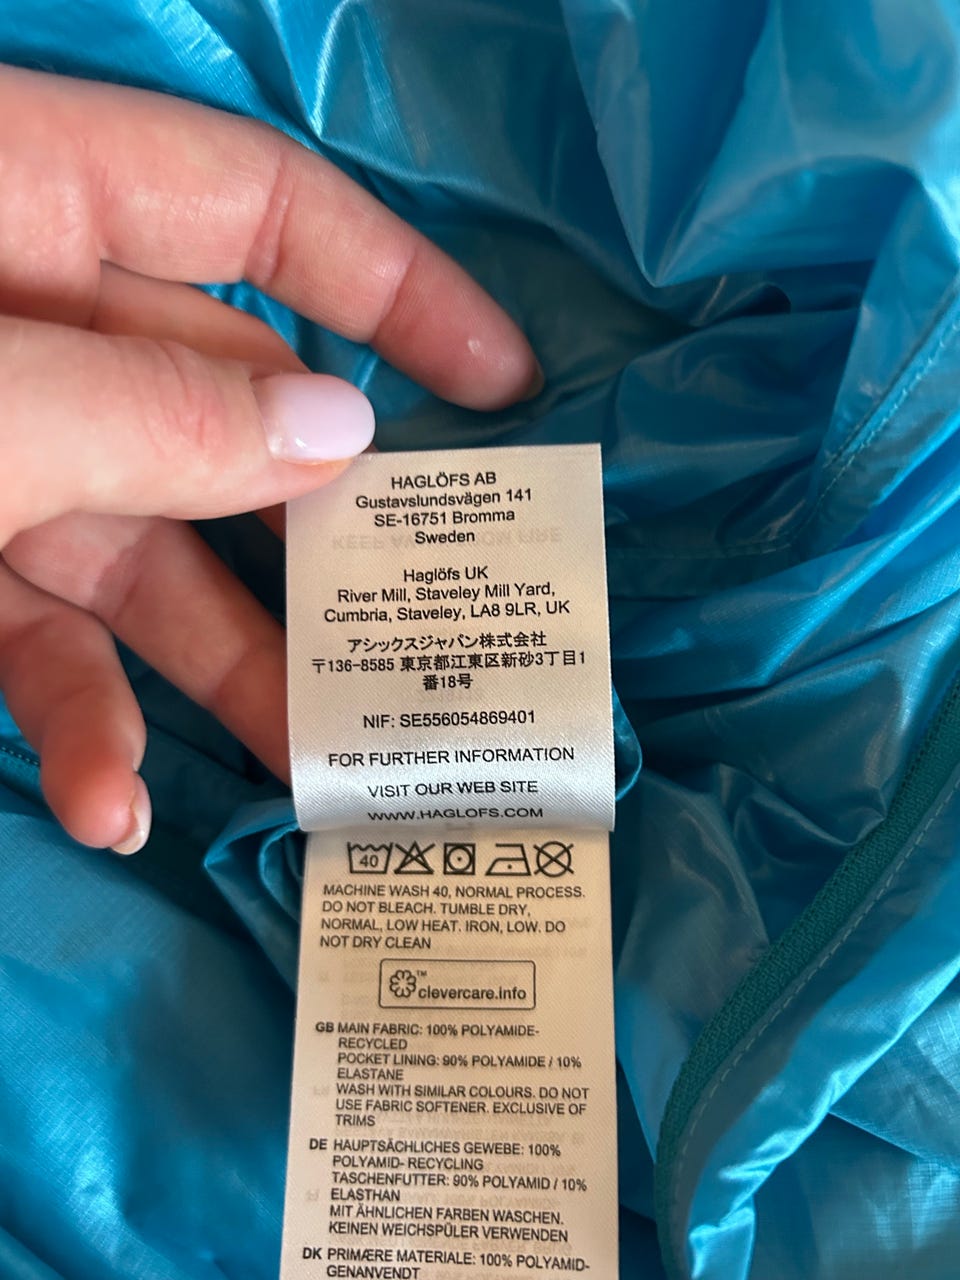 HAGLÖFS AB
Gustavslundsvägen 141
SE-16751 Bromma
Sweden
Haglöfs UK
River Mill, Staveley Mill Yard,
Cumbria, Staveley, LA8 9LR, UK
アシックスジャパン株式会社
〒136-8585 東京都江東区新砂3丁目1
番18号
NIF: SE556054869401
FOR FURTHER INFORMATION
VISIT OUR WEB SITE
WWW.HAGLOFS.COM
40
MACHINE WASH 40, NORMAL PROCESS.
DO NOT BLEACH. TUMBLE DRY,
NORMAL, LOW HEAT. IRON, LOW. DO
NOT DRY CLEAN
™
clevercare.info
GB MAIN FABRIC: 100% POLYAMIDE-
RECYCLED
POCKET LINING: 90% POLYAMIDE / 10%
ELASTANE
WASH WITH SIMILAR COLOURS. DO NOT
USE FABRIC SOFTENER. EXCLUSIVE OF
TRIMS
DE HAUPTSÄCHLICHES GEWEBE: 100%
POLYAMID- RECYCLING
TASCHENFUTTER: 90% POLYAMID / 10%
ELASTHAN
MIT ÄHNLICHEN FARBEN WASCHEN.
KEINEN WEICHSPÜLER VERWENDEN
DK PRIMÆRE MATERIALE: 100% POLYAMID-
GENANVENDT